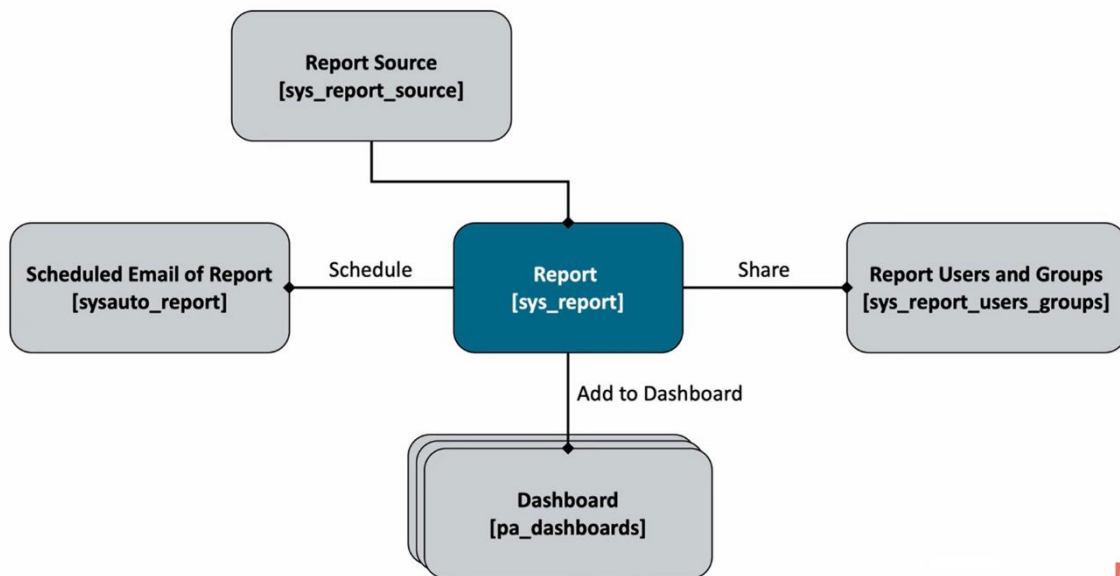 Report Source
[sys_report_source]
Scheduled Email of Report
[sysauto_report]
Schedule
Report
[sys_report]
Share
Report Users and Groups
[sys_report_users_groups]
Add to Dashboard
Dashboard
[pa_dashboards]